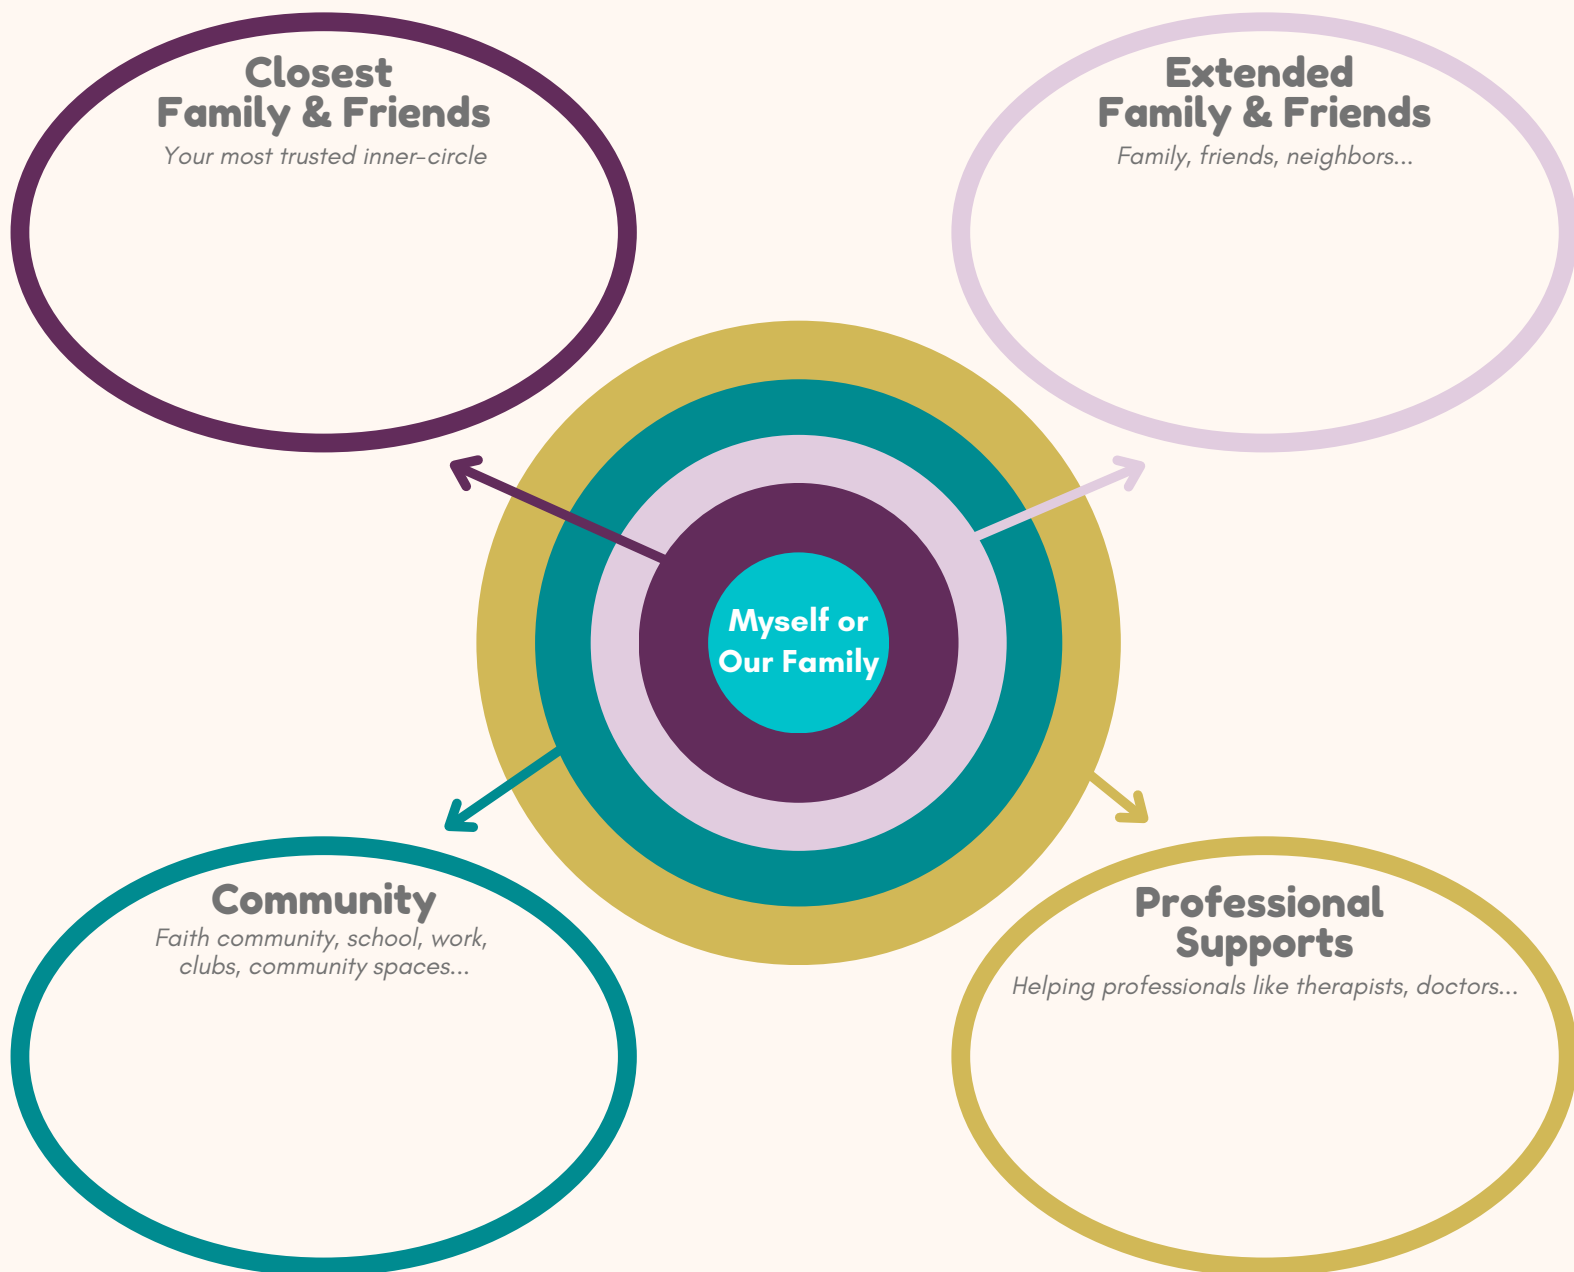 Closest
Family & Friends
Your most trusted inner-circle
Extended
Family & Friends
Family, friends, neighbors...
Myself or
Our Family
Community
Faith community, school, work,
clubs, community spaces...
Professional
Supports
Helping professionals like therapists, doctors...